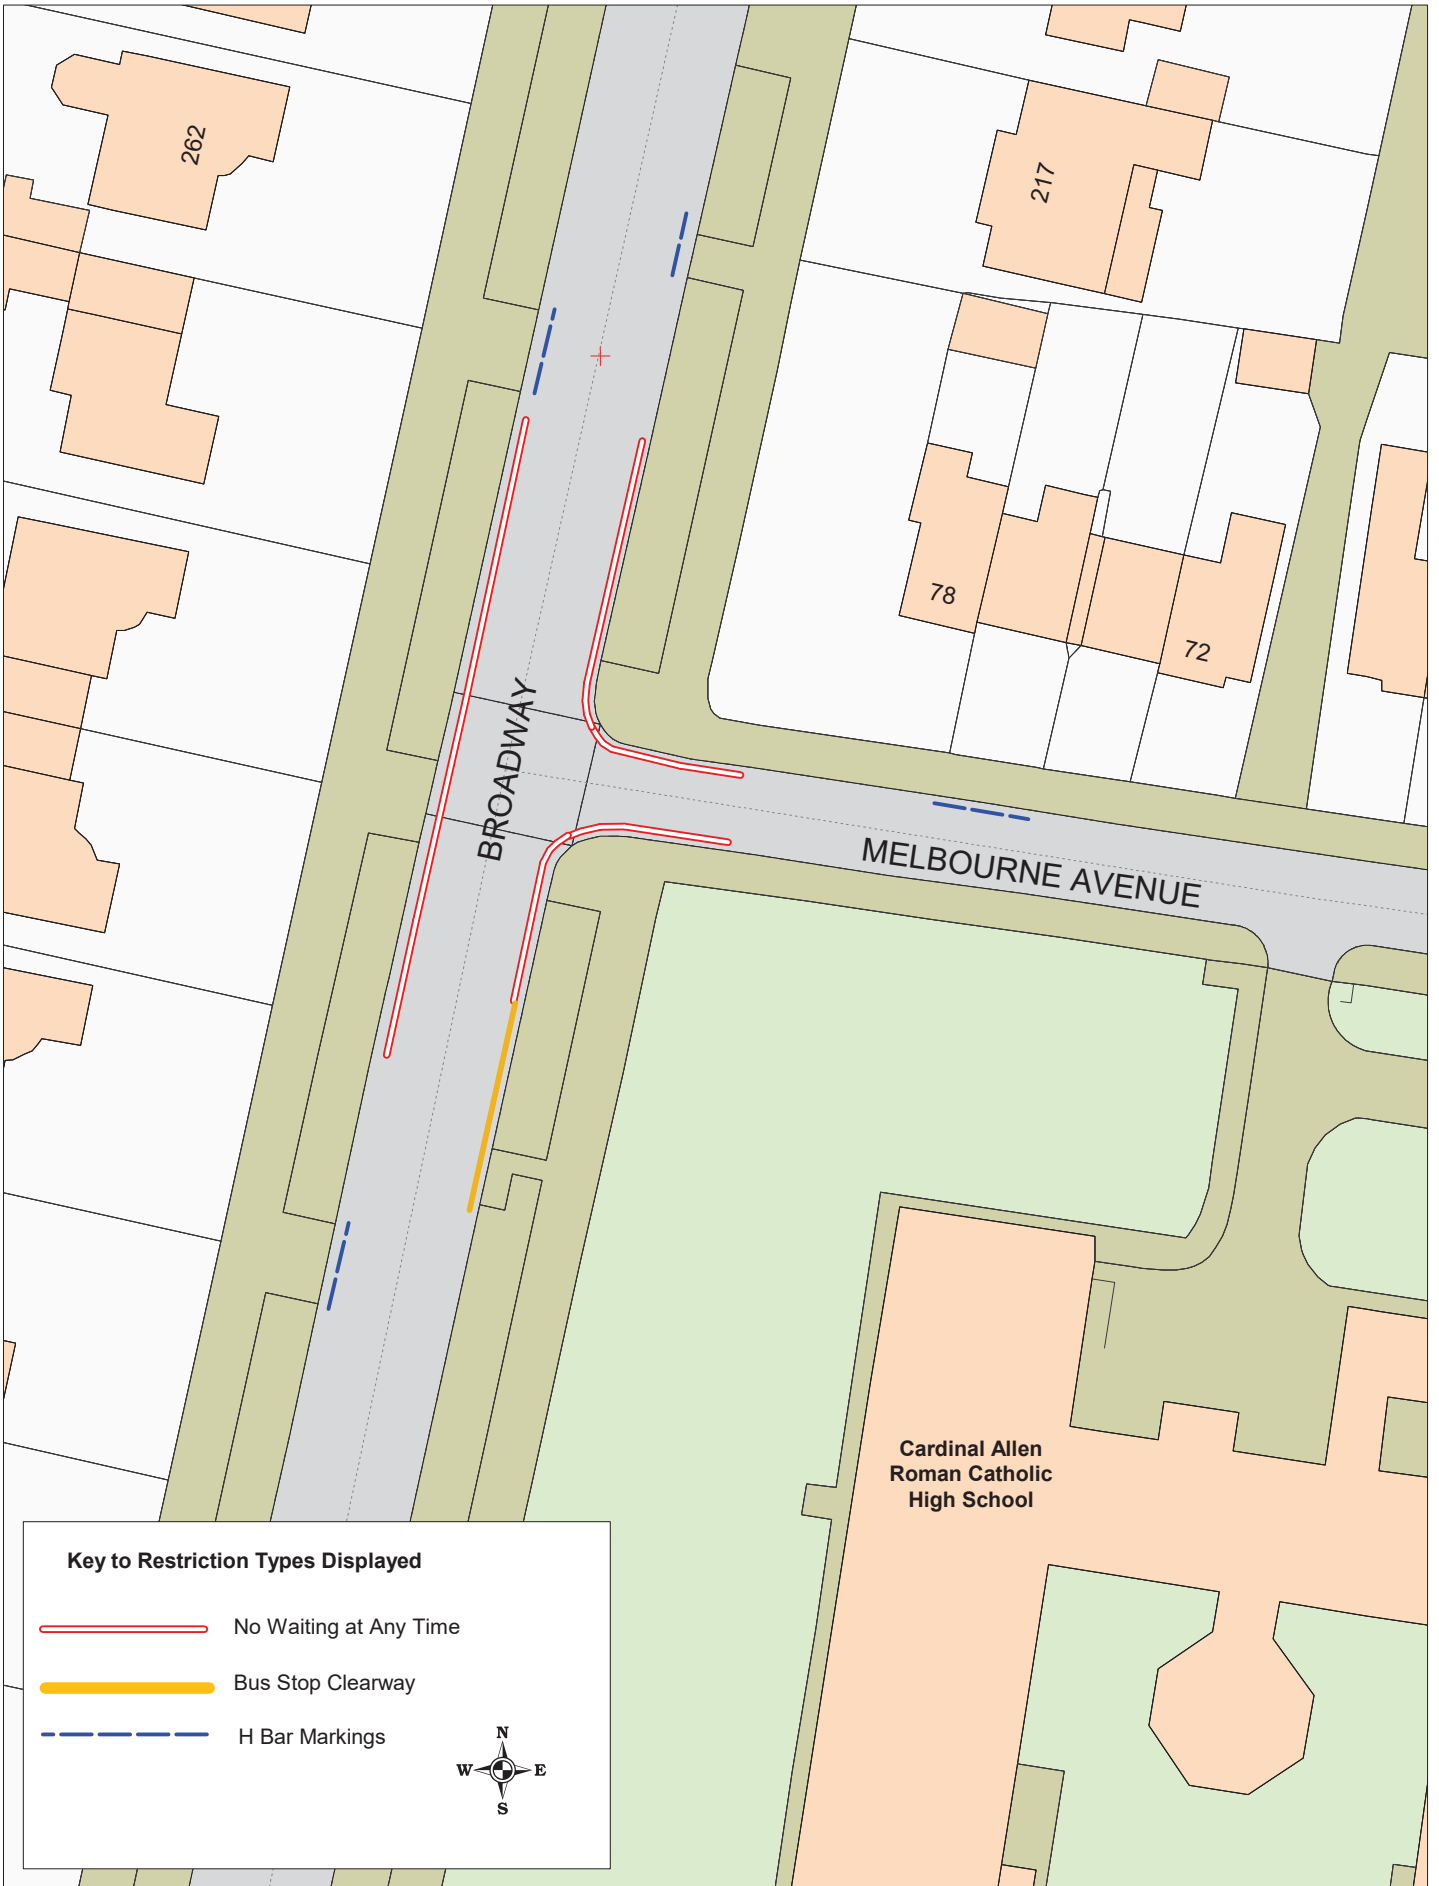 262
217
78
72
BROADWAY
MELBOURNE AVENUE
Cardinal Allen
Roman Catholic
High School
Key to Restriction Types Displayed
No Waiting at Any Time
Bus Stop Clearway
H Bar Markings
N
W E
S